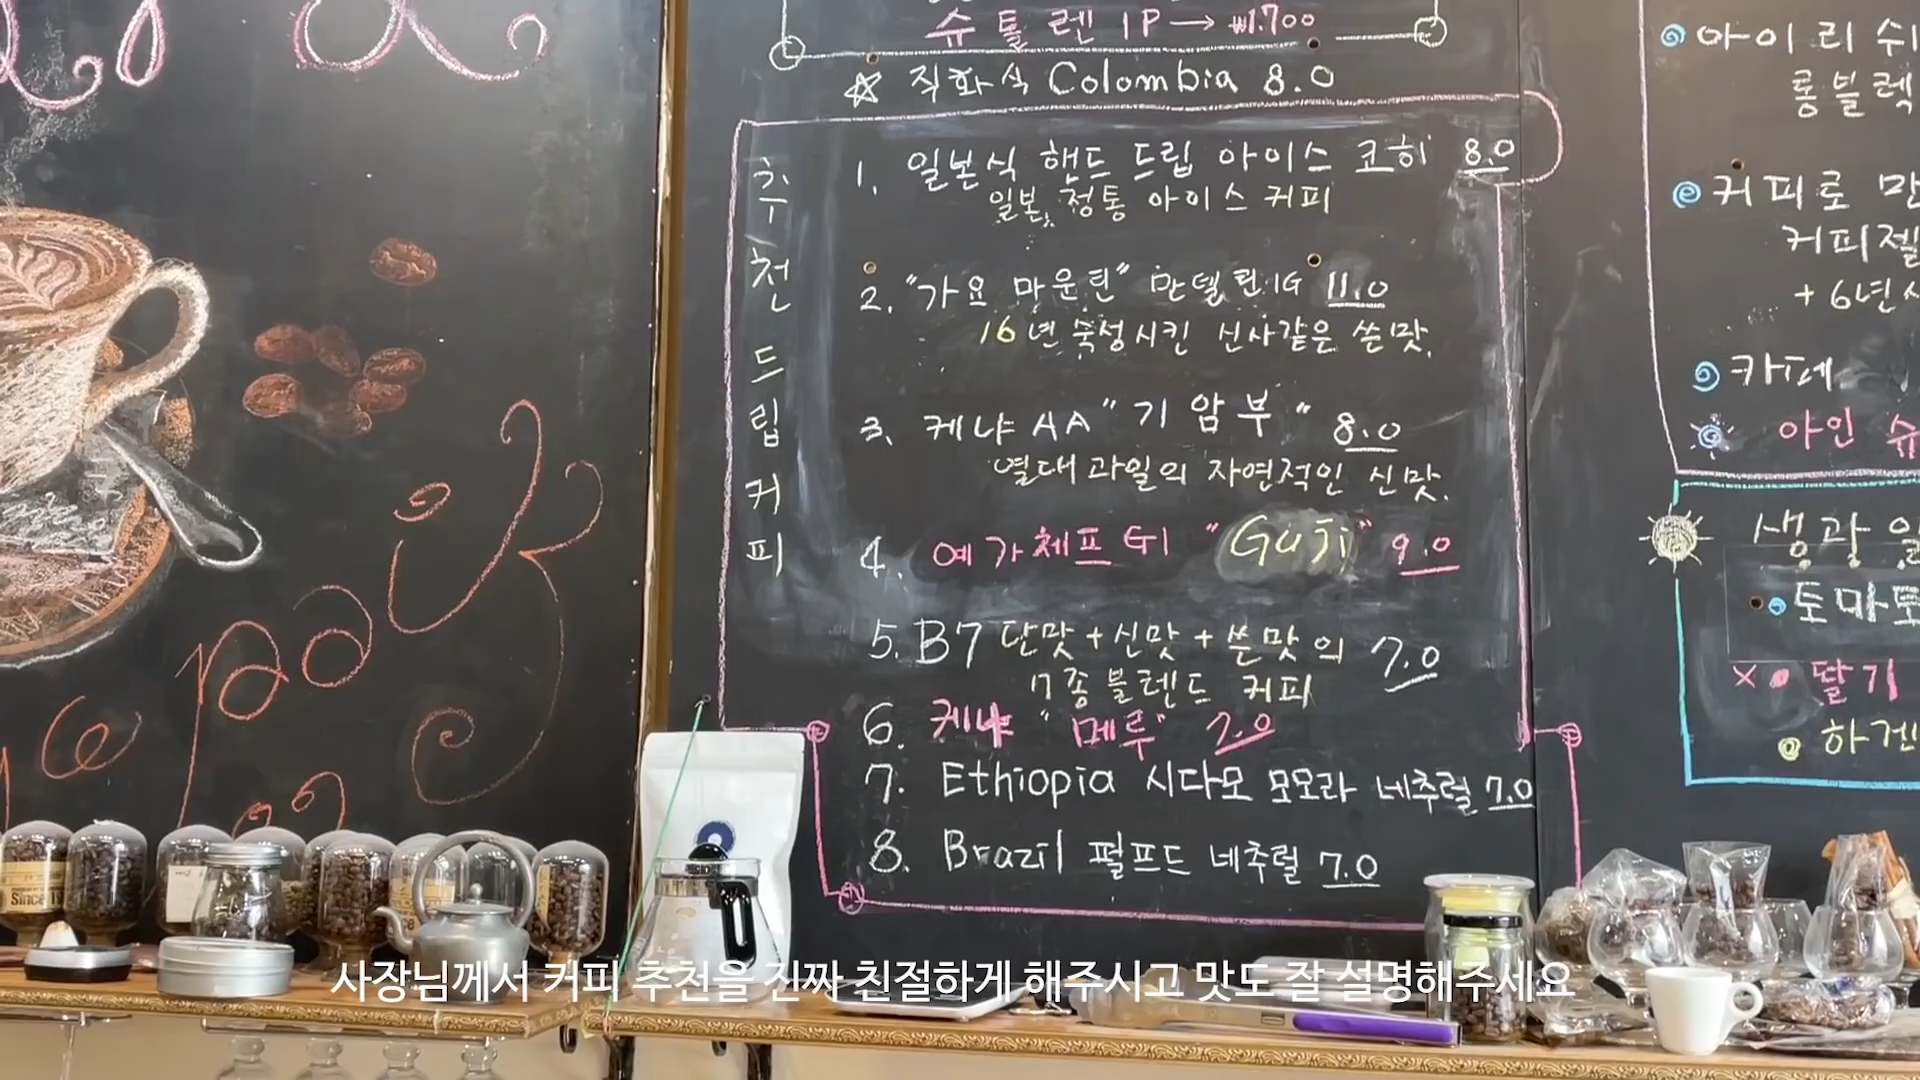 슈톨렌 1P → ₩1.700
☆ 직화식 Colombia 8.0
추천 드립 커피
1. 일본식 핸드 드립 아이스 코히 8.0
일본 정통 아이스 커피
2. "가요 마운틴" 만델린 1G 11.0
16년 숙성시킨 신사같은 쓴맛.
3. 케냐 AA "기암부" 8.0
열대과일의 자연적인 신맛.
4. 예가체프 G1 "GuJi" 9.0
5. B7 단맛+신맛+쓴맛의 7.0
7종 블렌드 커피
6. 케냐 "메루" 7.0
7. Ethiopia 시다모 모모라 네추럴 7.0
8. Brazil 펄프드 네추럴 7.0
아이리쉬
롱블렉
커피로 만
커피젤
+ 6년
카페
아인 슈
생과일
토마토
x 딸기
하겐
Since
사장님께서 커피 추천을 진짜 친절하게 해주시고 맛도 잘 설명해주세요